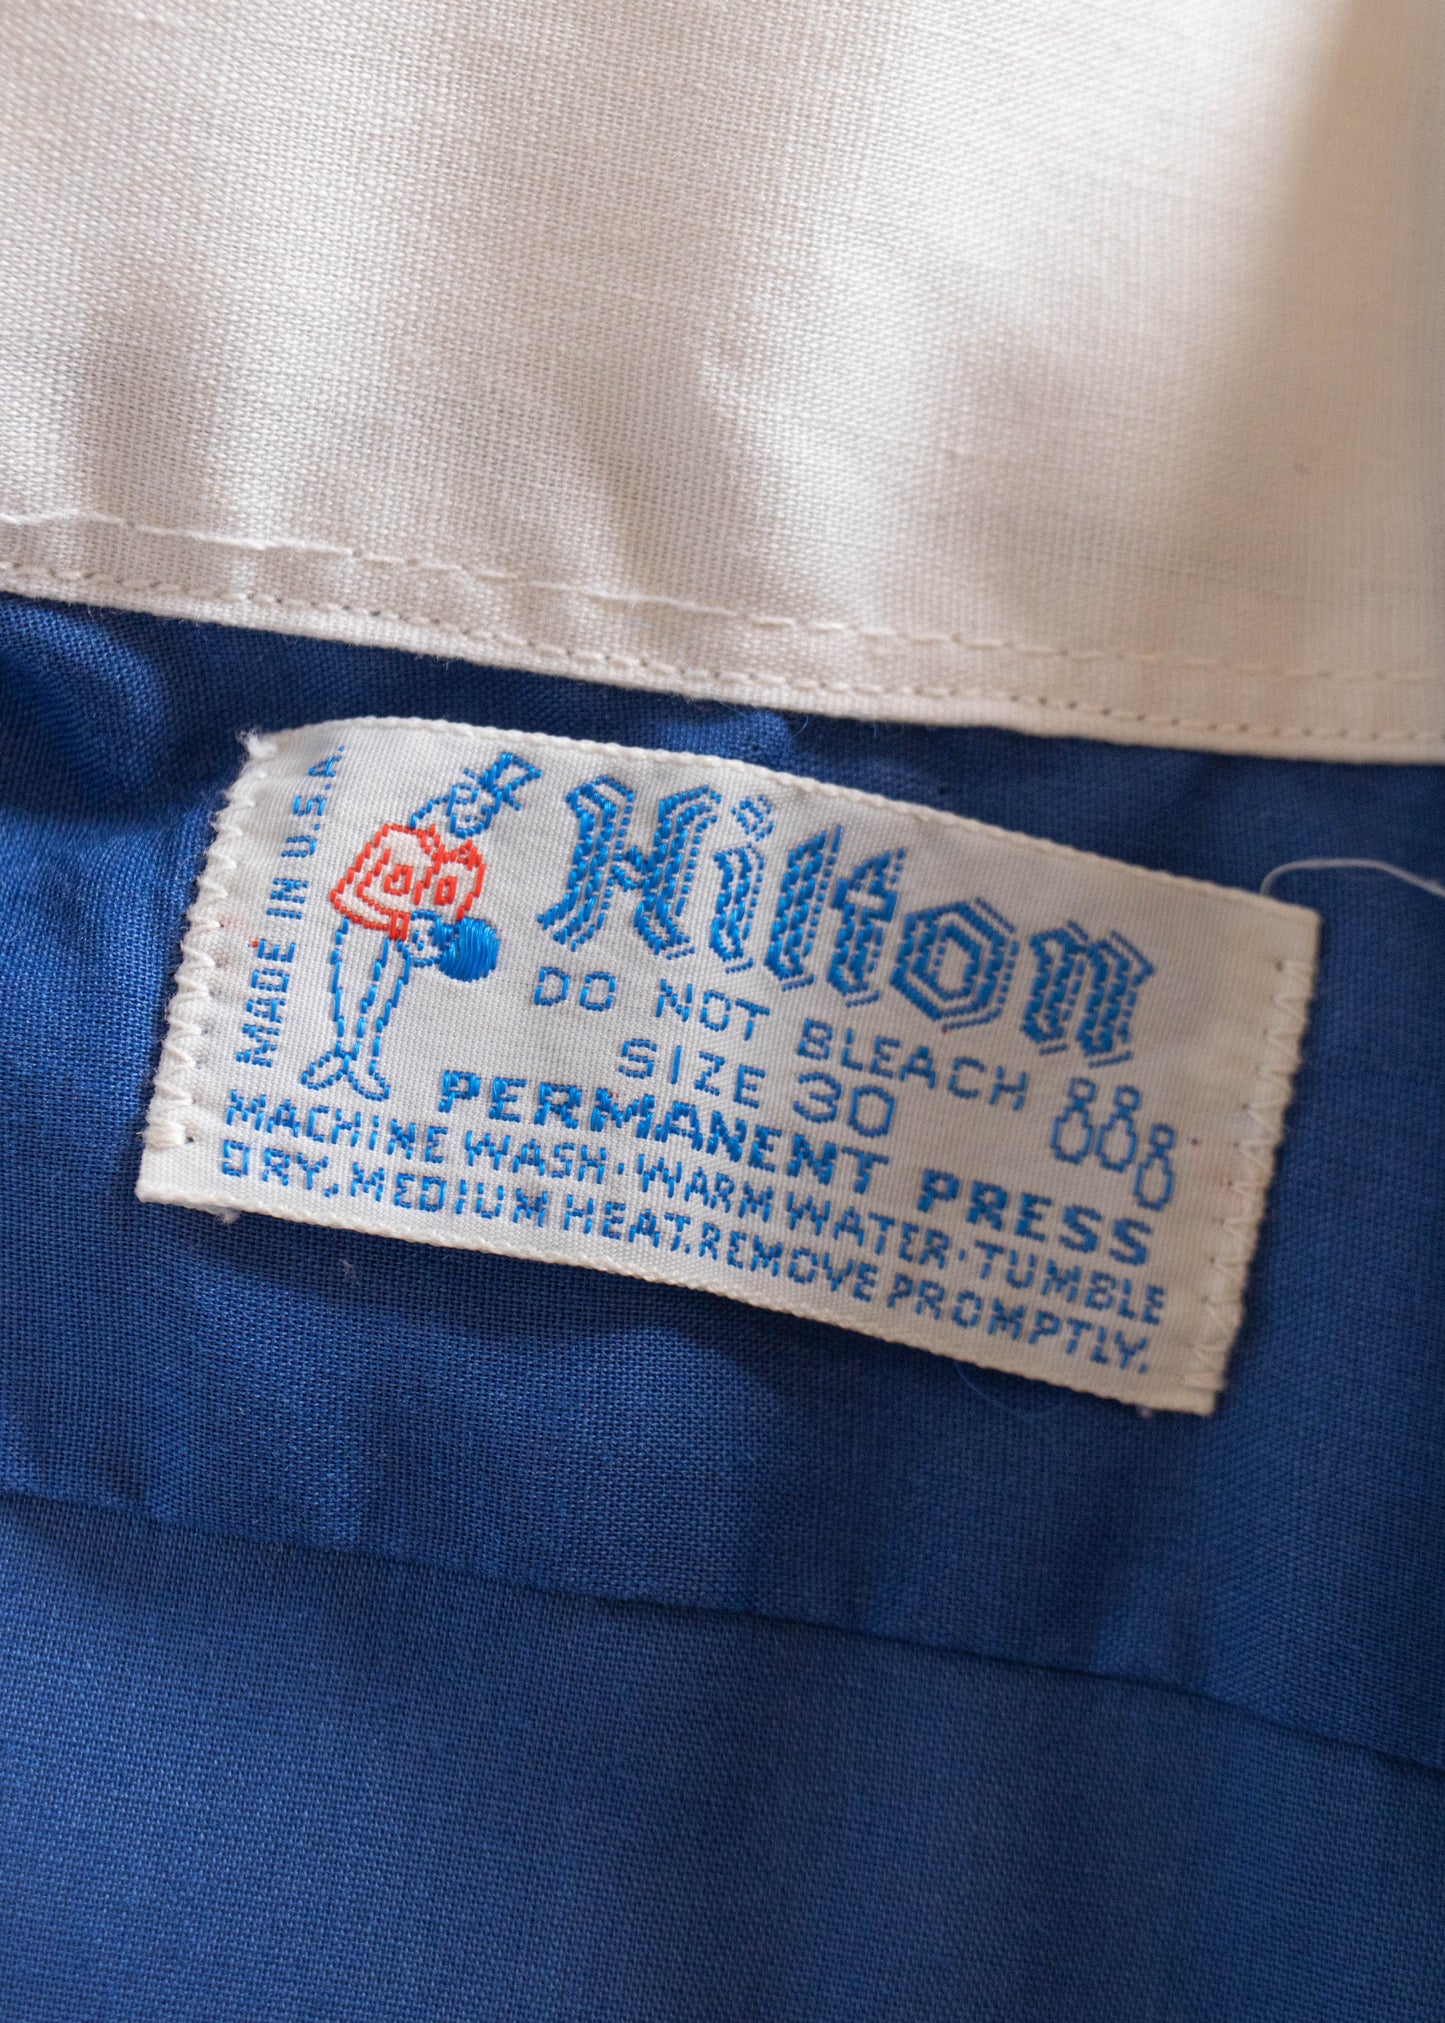 MADE IN U.S.A.
Hilton
DO NOT BLEACH
SIZE 30
PERMANENT PRESS
MACHINE WASH·WARM WATER·TUMBLE
DRY, MEDIUM HEAT. REMOVE PROMPTLY.